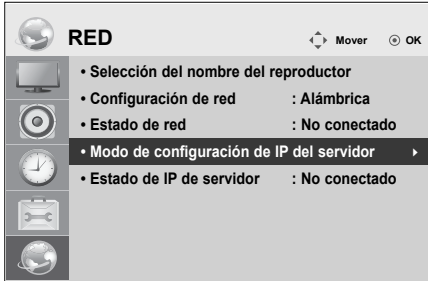 RED
Mover OK
• Selección del nombre del reproductor
• Configuración de red : Alámbrica
• Estado de red : No conectado
• Modo de configuración de IP del servidor
• Estado de IP de servidor : No conectado